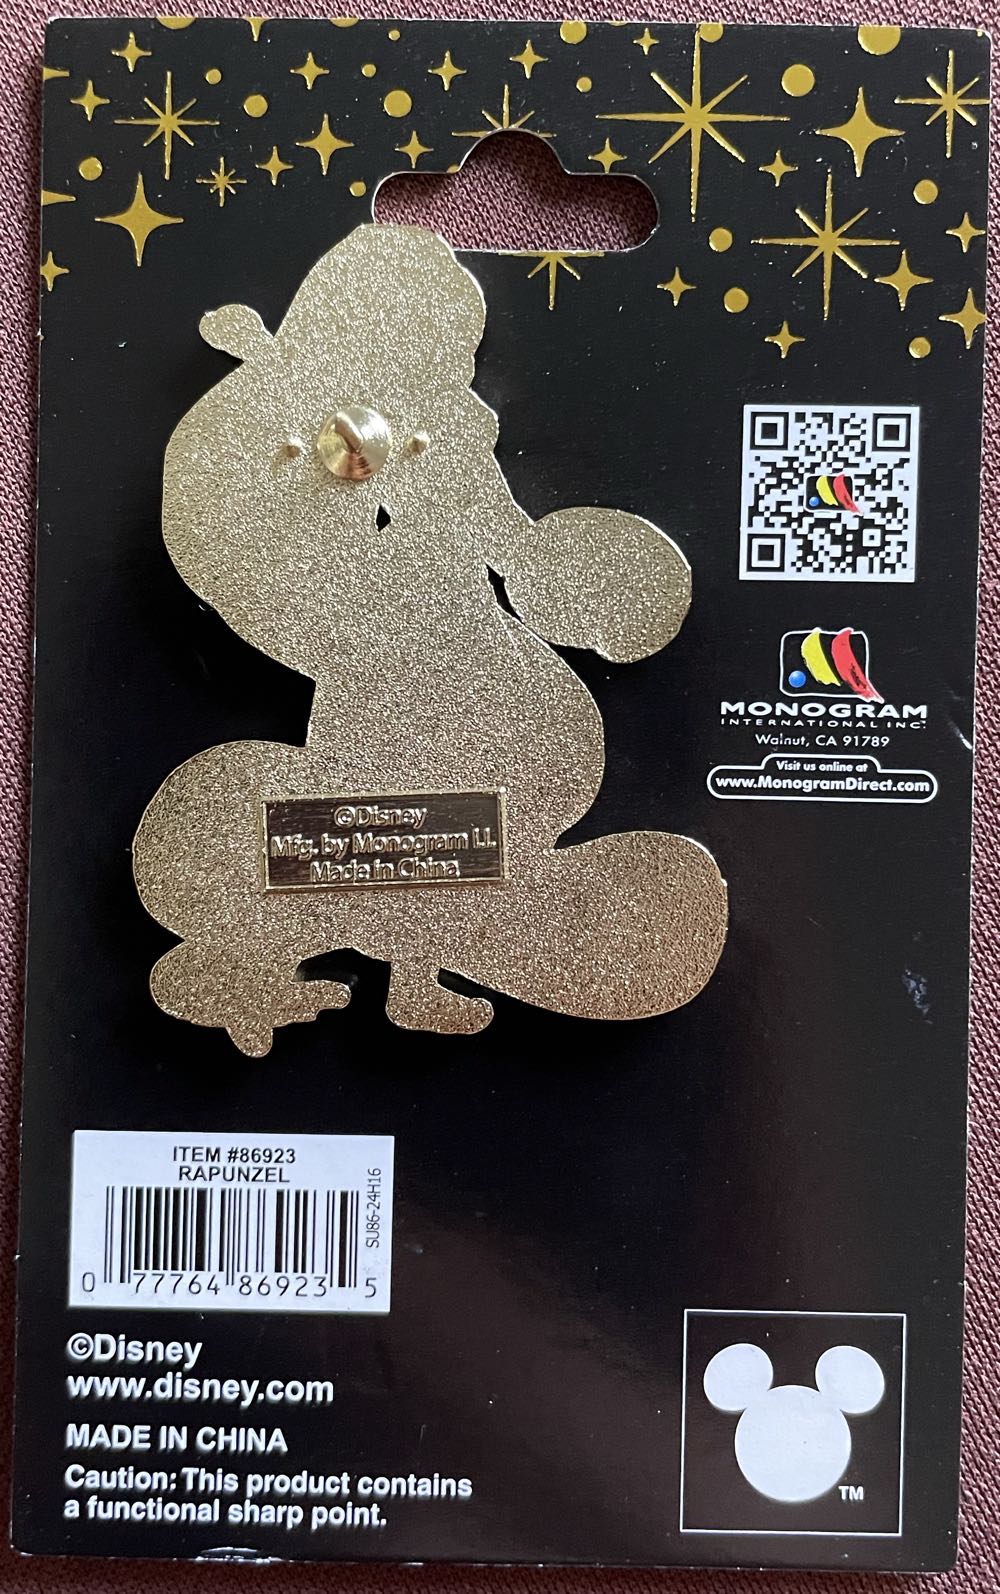 MONOGRAM
INTERNATIONAL INC.
Walnut, CA 91789
Visit us online at
www.MonogramDirect.com
©Disney
Mfg. by Monogram LL
Made in China
ITEM #86923
RAPUNZEL
SU86-24H16
0 77764 86923 5
©Disney
www.disney.com
MADE IN CHINA
Caution: This product contains
a functional sharp point.
TM